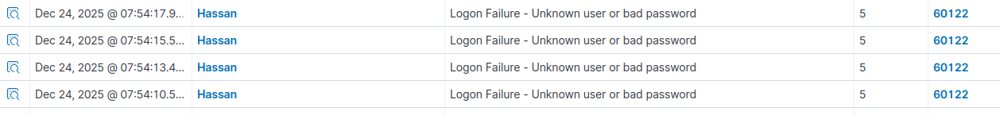 Dec 24, 2025 @ 07:54:17.9... Hassan Logon Failure - Unknown user or bad password 5 60122
Dec 24, 2025 @ 07:54:15.5... Hassan Logon Failure - Unknown user or bad password 5 60122
Dec 24, 2025 @ 07:54:13.4... Hassan Logon Failure - Unknown user or bad password 5 60122
Dec 24, 2025 @ 07:54:10.5... Hassan Logon Failure - Unknown user or bad password 5 60122